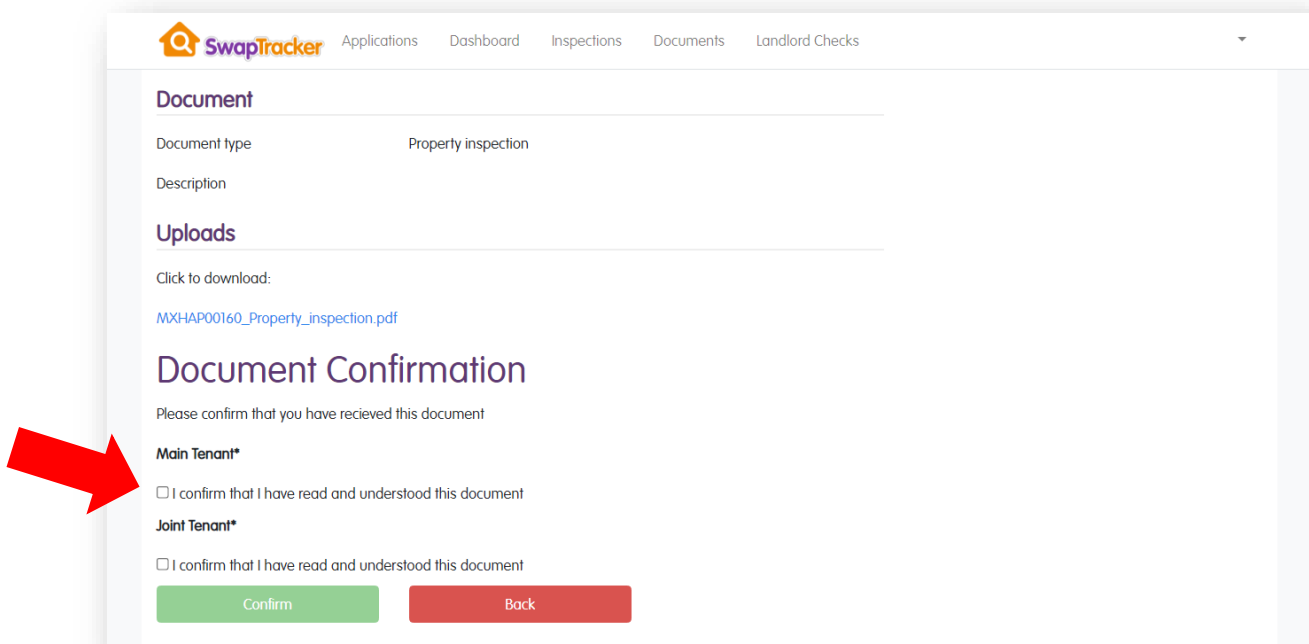 SwapTracker Applications Dashboard Inspections Documents Landlord Checks
Document
Document type Property inspection
Description
Uploads
Click to download:
MXHAP00160_Property_inspection.pdf
Document Confirmation
Please confirm that you have recieved this document
Main Tenant*
I confirm that I have read and understood this document
Joint Tenant*
I confirm that I have read and understood this document
Confirm Back